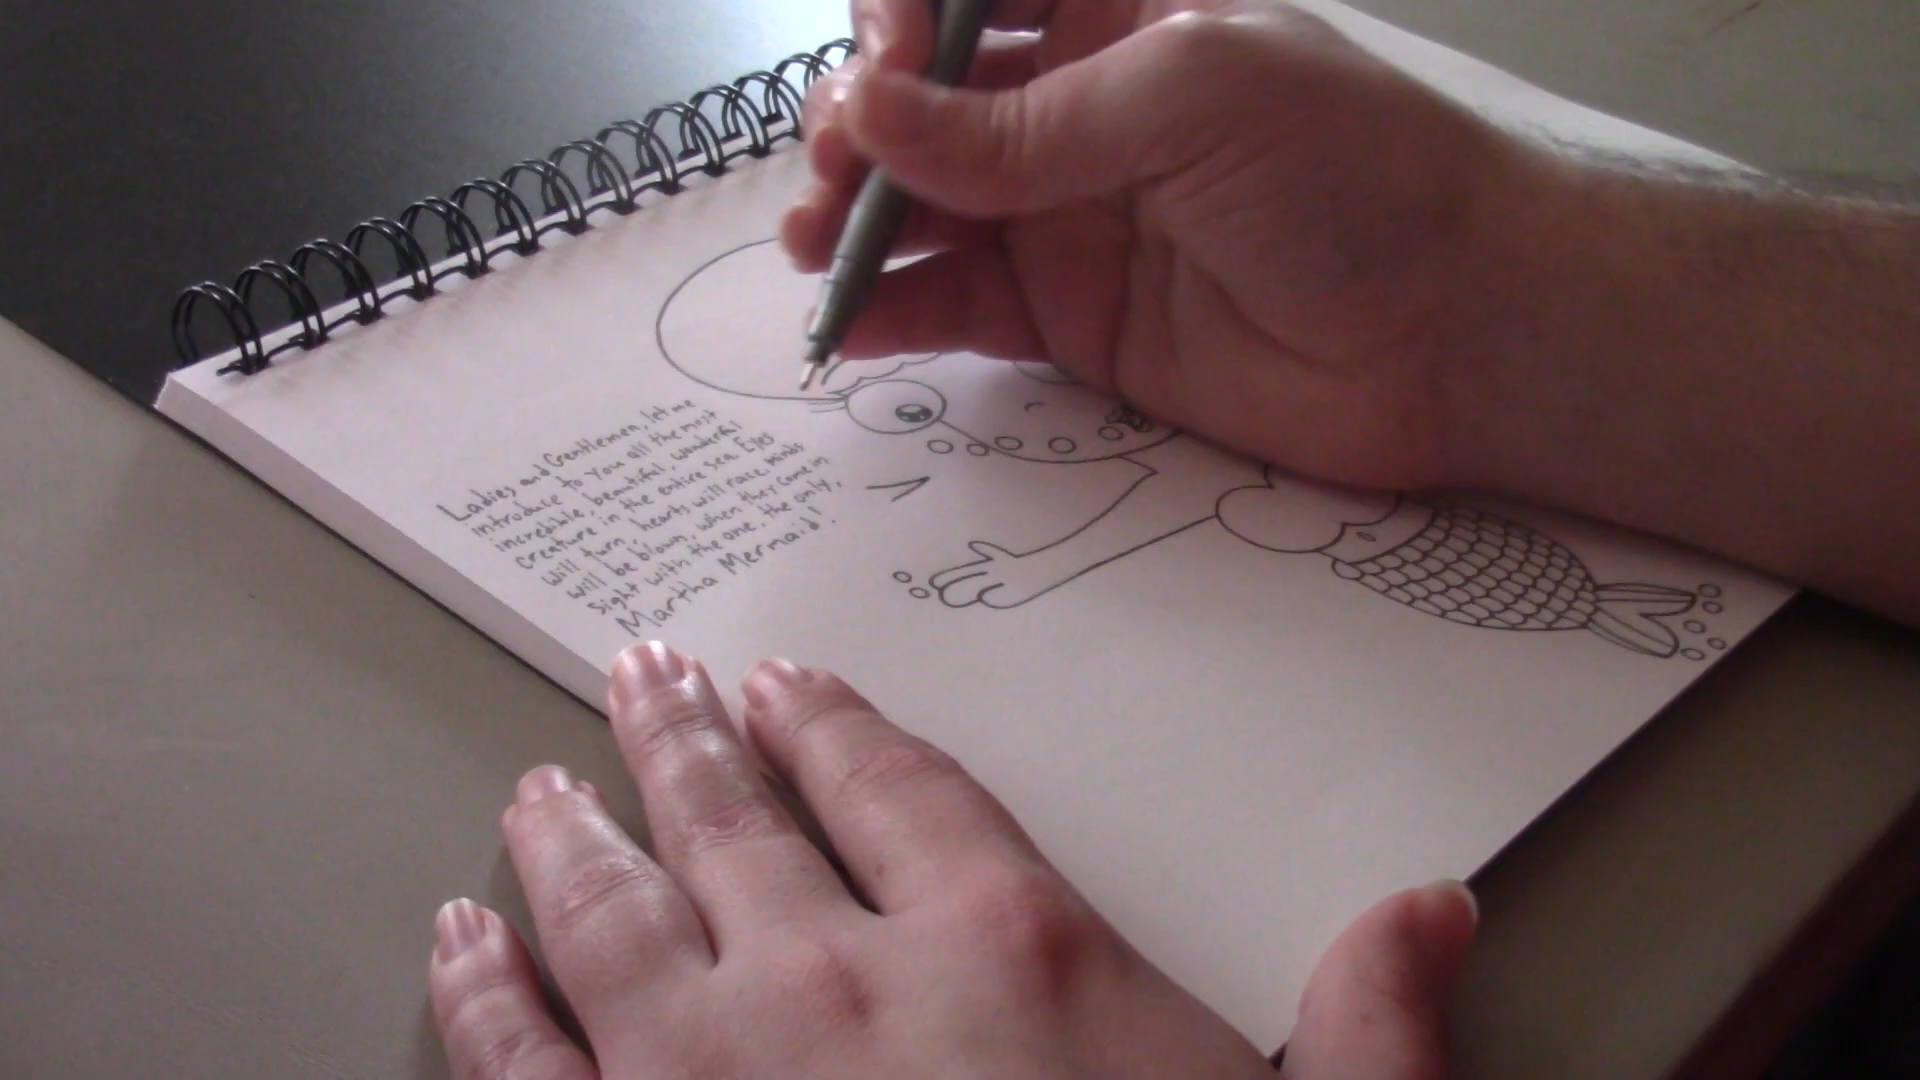 Ladies and Gentlemen, let me
introduce to you all the most
incredible, beautiful, wonderful
creature in the entire sea. Eyes
will turn, hearts will race, minds
will be blown, when they come in
sight with the one, the only,
Martha Mermaid!